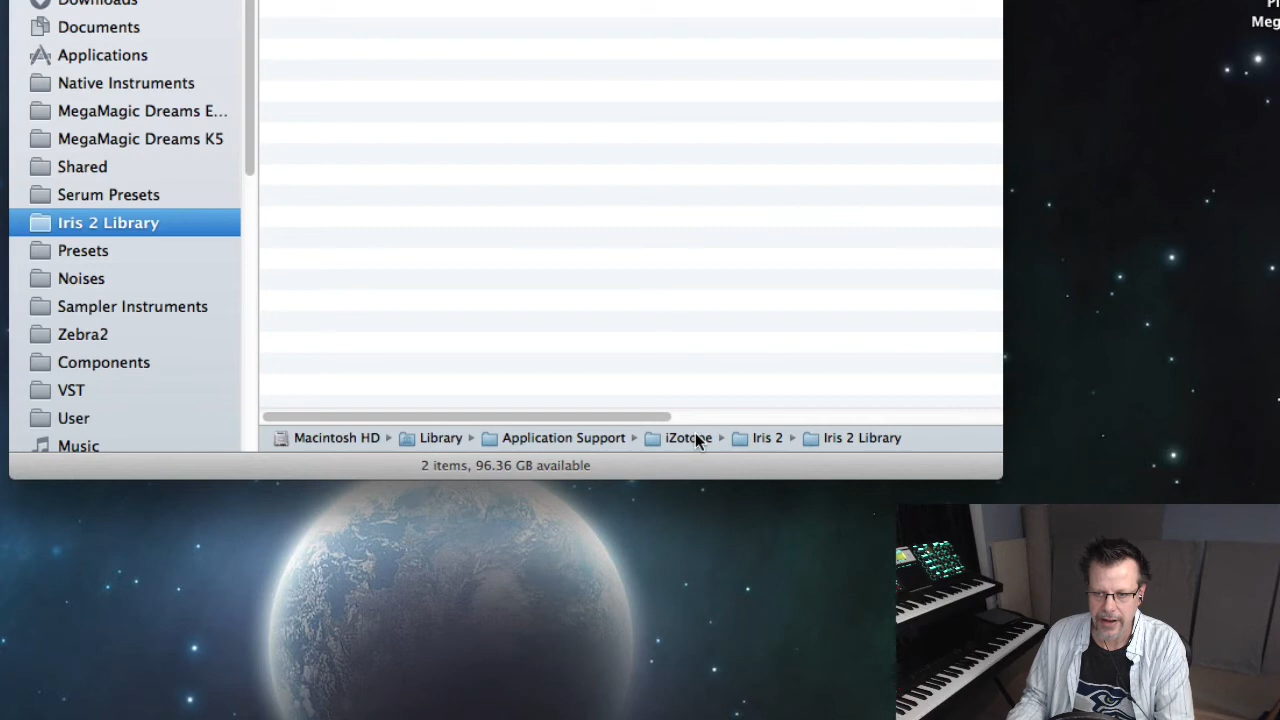 Downloads
Documents
Applications
Native Instruments
MegaMagic Dreams E...
MegaMagic Dreams K5
Shared
Serum Presets
Iris 2 Library
Presets
Noises
Sampler Instruments
Zebra2
Components
VST
User
Music
Macintosh HD Library Application Support iZotope Iris 2 Iris 2 Library
2 items, 96.36 GB available
Meg